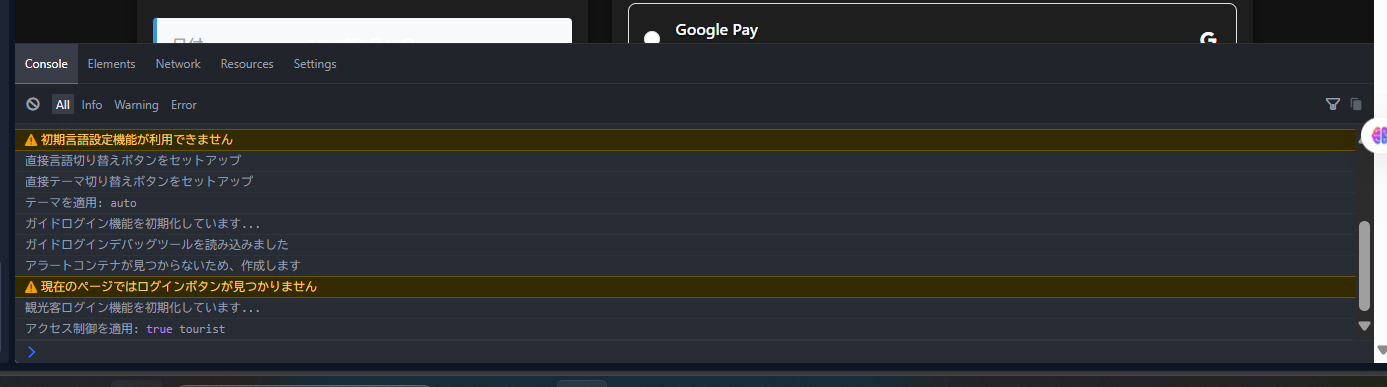 Google Pay
G
Console Elements Network Resources Settings
All Info Warning Error
初期言語設定機能が利用できません
直接言語切り替えボタンをセットアップ
直接テーマ切り替えボタンをセットアップ
テーマを適用: auto
ガイドログイン機能を初期化しています...
ガイドログインデバッグツールを読み込みました
アラートコンテナが見つからないため、作成します
現在のページではログインボタンが見つかりません
観光客ログイン機能を初期化しています...
アクセス制御を適用: true tourist